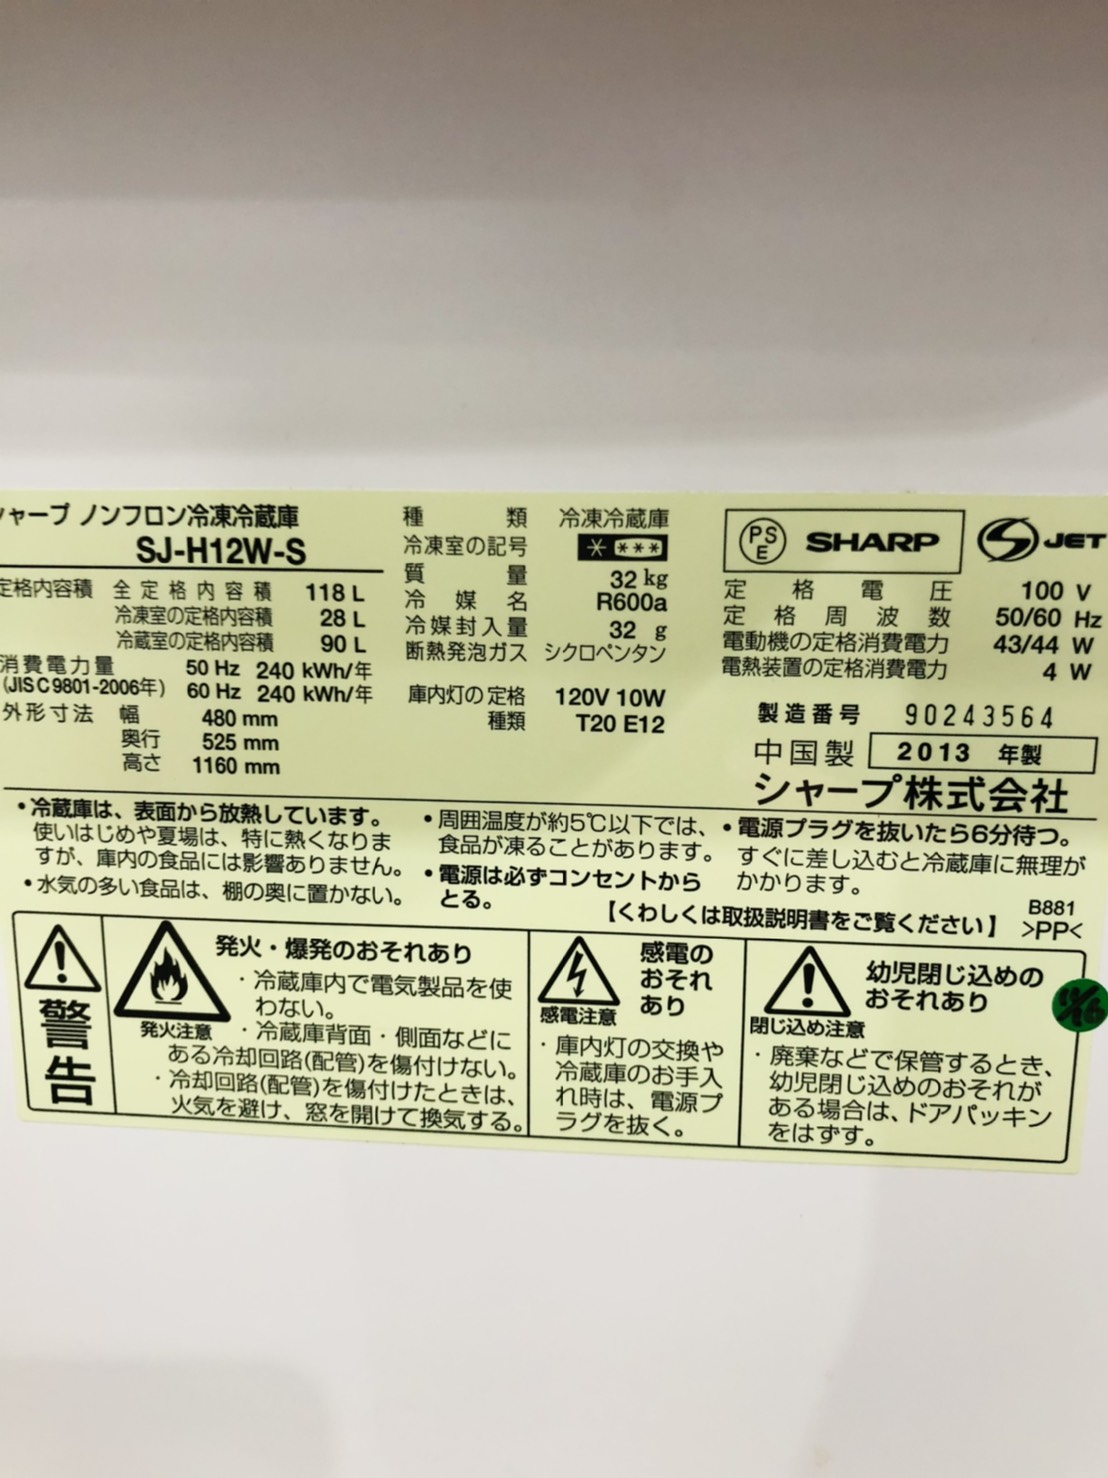 シャープ ノンフロン冷凍冷蔵庫
SJ-H12W-S
定格内容積 全定格内容積 118 L
冷凍室の定格内容積 28 L
冷蔵室の定格内容積 90 L
消費電力量 50 Hz 240 kWh/年
(JIS C 9801-2006年) 60 Hz 240 kWh/年
外形寸法 幅 480 mm
奥行 525 mm
高さ 1160 mm
種類 冷凍冷蔵庫
冷凍室の記号 * ***
質量 32 kg
冷媒名 R600a
冷媒封入量 32 g
断熱発泡ガス シクロペンタン
庫内灯の定格 120V 10W
種類 T20 E12
PS E SHARP JET
定格電圧 100 V
定格周波数 50/60 Hz
電動機の定格消費電力 43/44 W
電熱装置の定格消費電力 4 W
製造番号 90243564
中国製 2013 年製
シャープ株式会社
・冷蔵庫は、表面から放熱しています。
使いはじめや夏場は、特に熱くなりま
すが、庫内の食品には影響ありません。
・水気の多い食品は、棚の奥に置かない。
・周囲温度が約5℃以下では、
食品が凍ることがあります。
・電源は必ずコンセントから
とる。
・電源プラグを抜いたら6分待つ。
すぐに差し込むと冷蔵庫に無理が
かかります。
【くわしくは取扱説明書をご覧ください】
B881
>PP<
警告
発火注意
発火・爆発のおそれあり
・冷蔵庫内で電気製品を使
わない。
・冷蔵庫背面・側面などに
ある冷却回路(配管)を傷付けない。
・冷却回路(配管)を傷付けたときは、
火気を避け、窓を開けて換気する。
感電注意
感電の
おそれ
あり
・庫内灯の交換や
冷蔵庫のお手入
れ時は、電源プ
ラグを抜く。
閉じ込め注意
幼児閉じ込めの
おそれあり
・廃棄などで保管するとき、
幼児閉じ込めのおそれが
ある場合は、ドアパッキン
をはずす。